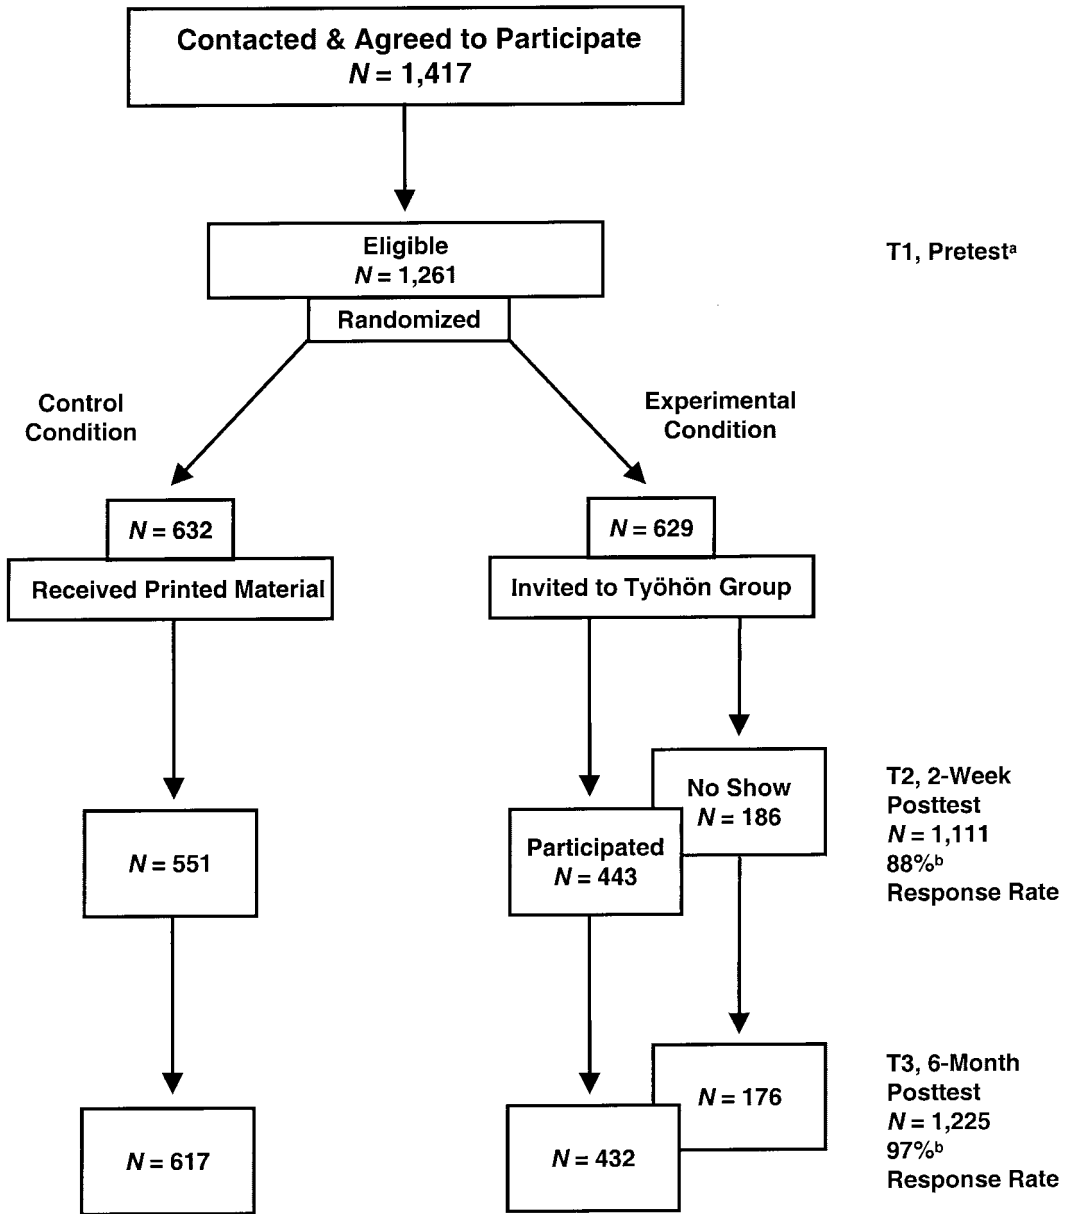 Contacted & Agreed to Participate
N = 1,417
Eligible
N = 1,261
T1, Pretestᵃ
Randomized
Control
Condition
Experimental
Condition
N = 632
Received Printed Material
N = 629
Invited to Työhön Group
N = 551
Participated
N = 443
No Show
N = 186
T2, 2-Week
Posttest
N = 1,111
88%ᵇ
Response Rate
N = 617
N = 432
N = 176
T3, 6-Month
Posttest
N = 1,225
97%ᵇ
Response Rate